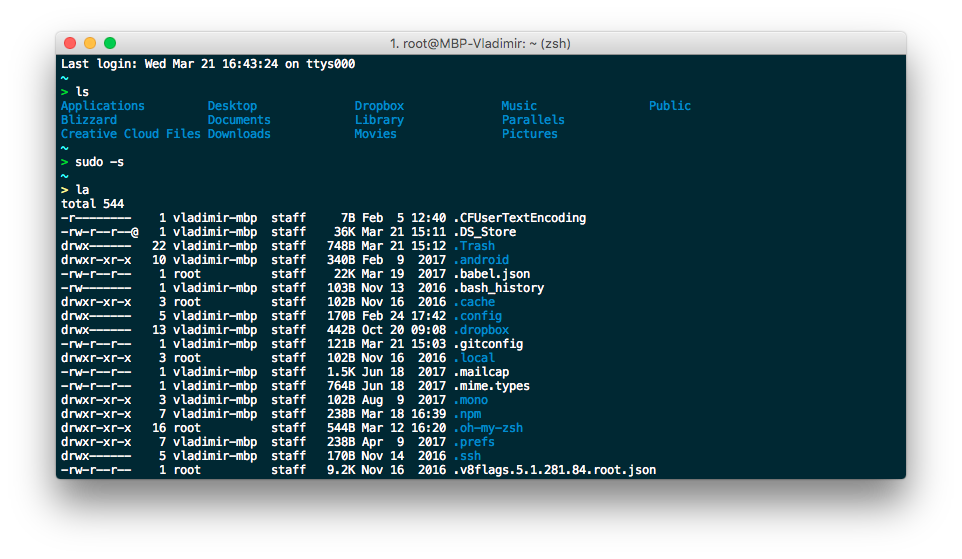 1. root@MBP-Vladimir: ~ (zsh)
Last login: Wed Mar 21 16:43:24 on ttys000
~
> ls
Applications         Desktop              Dropbox              Music                Public
Blizzard             Documents            Library              Parallels
Creative Cloud Files Downloads            Movies               Pictures
~
> sudo -s
~
> la
total 544
-r--------    1 vladimir-mbp  staff     7B Feb  5 12:40 .CFUserTextEncoding
-rw-r--r--@   1 vladimir-mbp  staff    36K Mar 21 15:11 .DS_Store
drwx------   22 vladimir-mbp  staff   748B Mar 21 15:12 .Trash
drwxr-xr-x   10 vladimir-mbp  staff   340B Feb  9  2017 .android
-rw-r--r--    1 root          staff    22K Mar 19  2017 .babel.json
-rw-------    1 vladimir-mbp  staff   103B Nov 13  2016 .bash_history
drwxr-xr-x    3 root          staff   102B Nov 16  2016 .cache
drwx------    5 vladimir-mbp  staff   170B Feb 24 17:42 .config
drwx------   13 vladimir-mbp  staff   442B Oct 20 09:08 .dropbox
-rw-r--r--    1 vladimir-mbp  staff   121B Mar 21 15:03 .gitconfig
drwxr-xr-x    3 root          staff   102B Nov 16  2016 .local
-rw-r--r--    1 vladimir-mbp  staff   1.5K Jun 18  2017 .mailcap
-rw-r--r--    1 vladimir-mbp  staff   764B Jun 18  2017 .mime.types
drwxr-xr-x    3 vladimir-mbp  staff   102B Aug  9  2017 .mono
drwxr-xr-x    7 vladimir-mbp  staff   238B Mar 18 16:39 .npm
drwxr-xr-x   16 root          staff   544B Mar 12 16:20 .oh-my-zsh
drwxr-xr-x    7 vladimir-mbp  staff   238B Apr  9  2017 .prefs
drwx------    5 vladimir-mbp  staff   170B Nov 14  2016 .ssh
-rw-r--r--    1 root          staff   9.2K Nov 16  2016 .v8flags.5.1.281.84.root.json